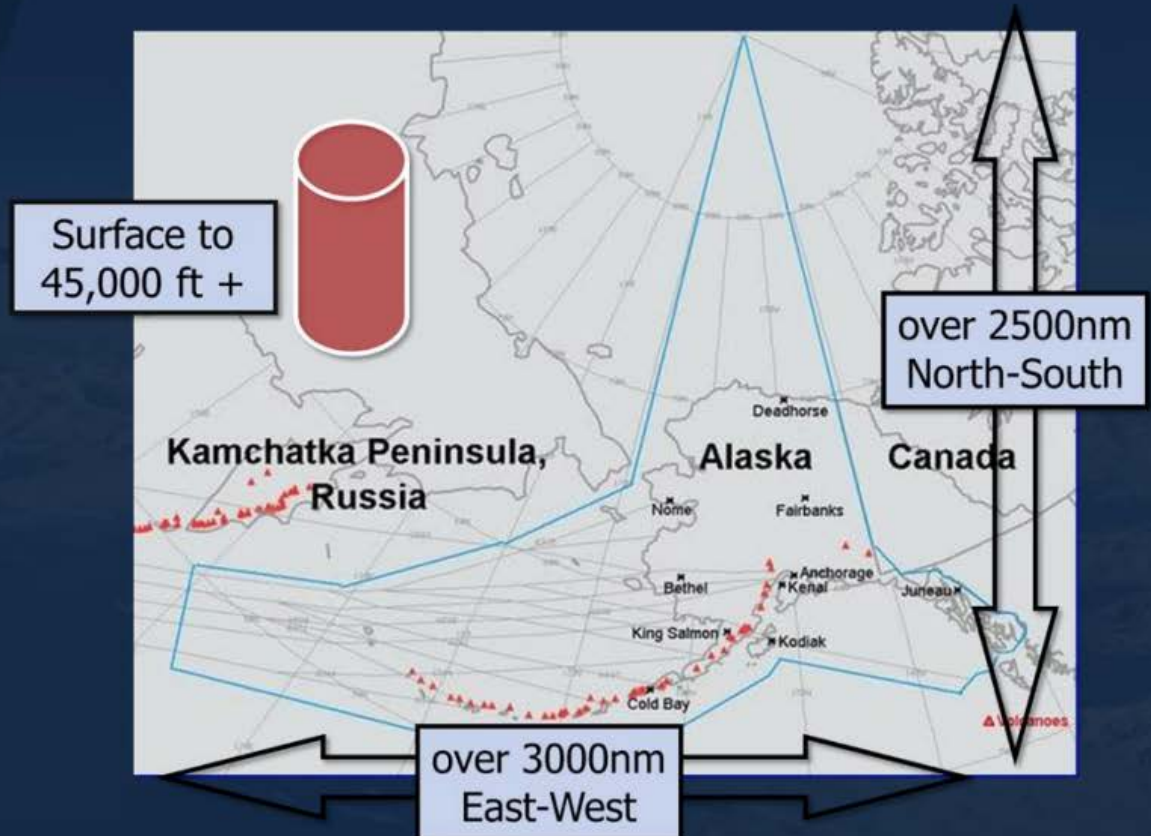 Surface to
45,000 ft +
over 2500nm
North-South
Deadhorse
Kamchatka Peninsula,
Russia
Alaska
Canada
Nome
Fairbanks
Anchorage
Kenai
Bethel
Juneau
King Salmon
Kodiak
Cold Bay
Volcanoes
over 3000nm
East-West